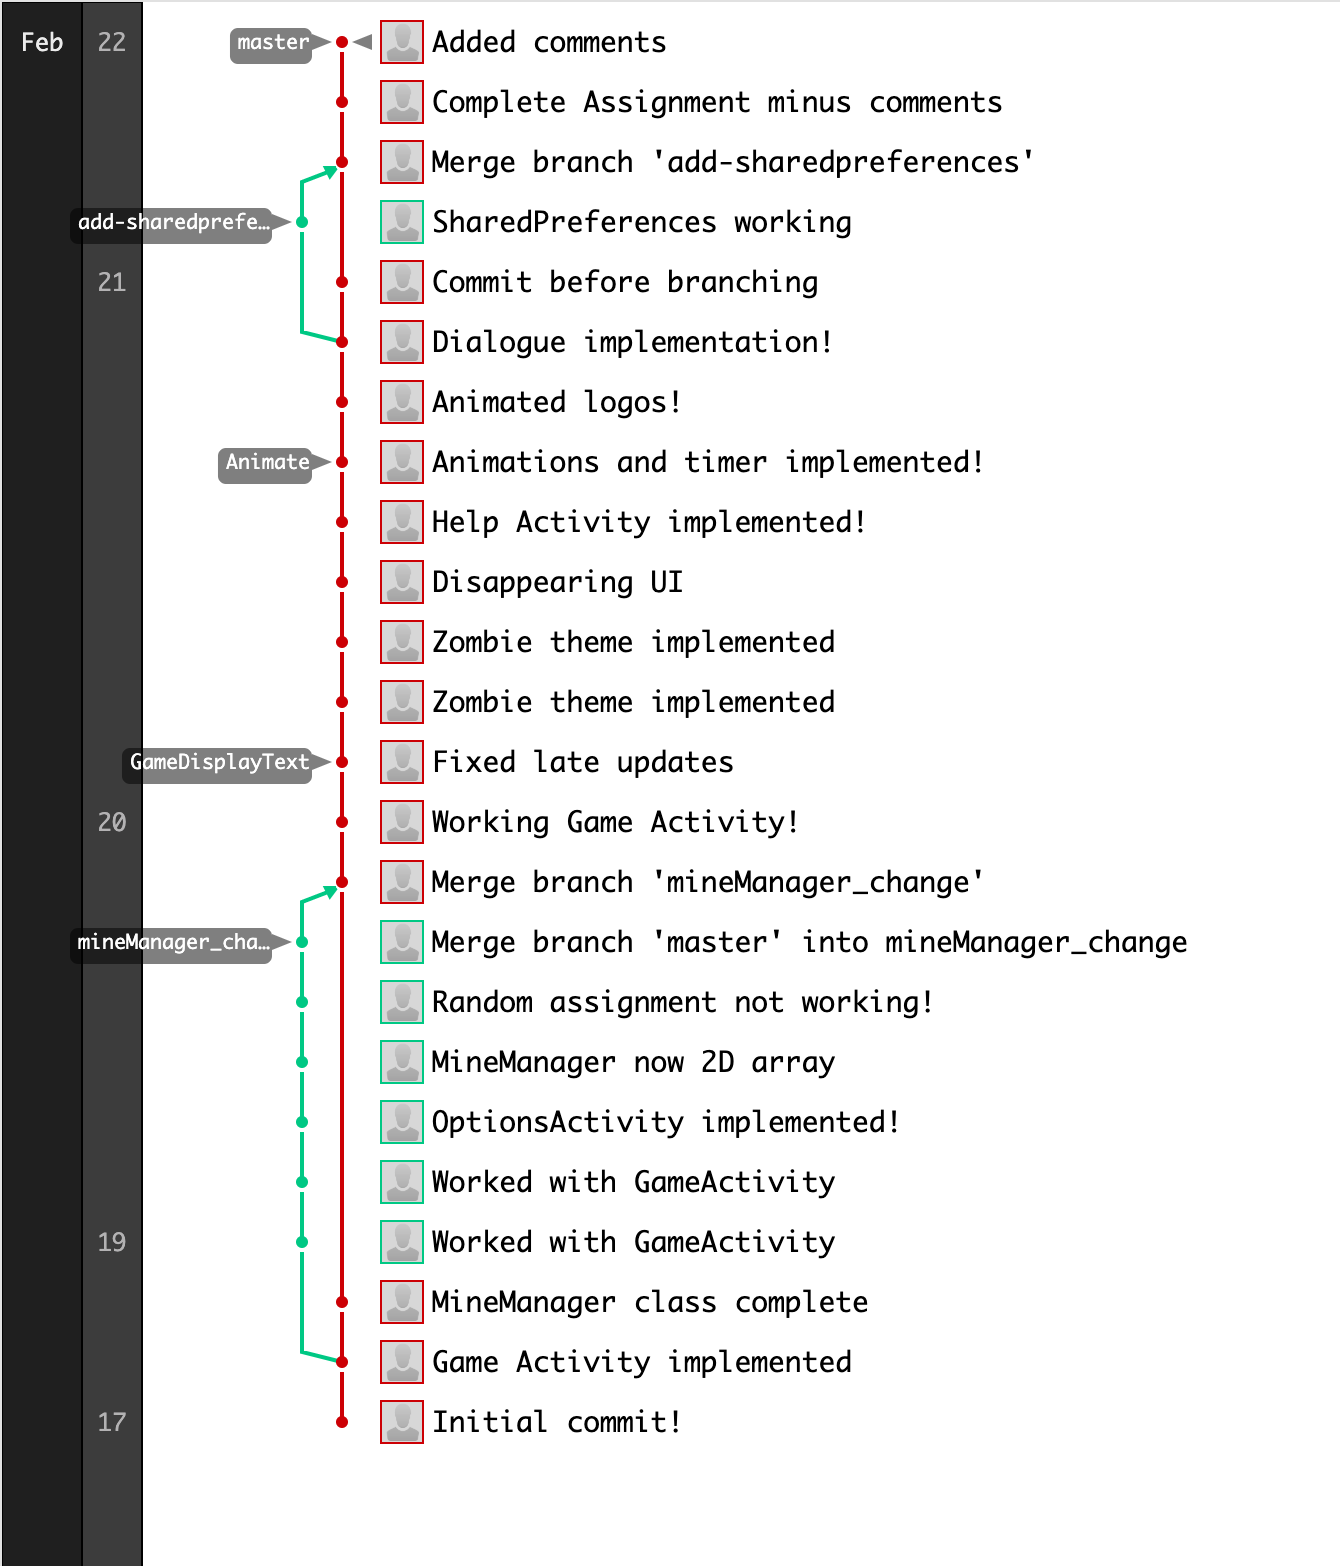 Feb 22 master Added comments
Complete Assignment minus comments
Merge branch 'add-sharedpreferences'
add-sharedprefe… SharedPreferences working
21 Commit before branching
Dialogue implementation!
Animated logos!
Animate Animations and timer implemented!
Help Activity implemented!
Disappearing UI
Zombie theme implemented
Zombie theme implemented
GameDisplayText Fixed late updates
20 Working Game Activity!
Merge branch 'mineManager_change'
mineManager_cha… Merge branch 'master' into mineManager_change
Random assignment not working!
MineManager now 2D array
OptionsActivity implemented!
Worked with GameActivity
19 Worked with GameActivity
MineManager class complete
Game Activity implemented
17 Initial commit!